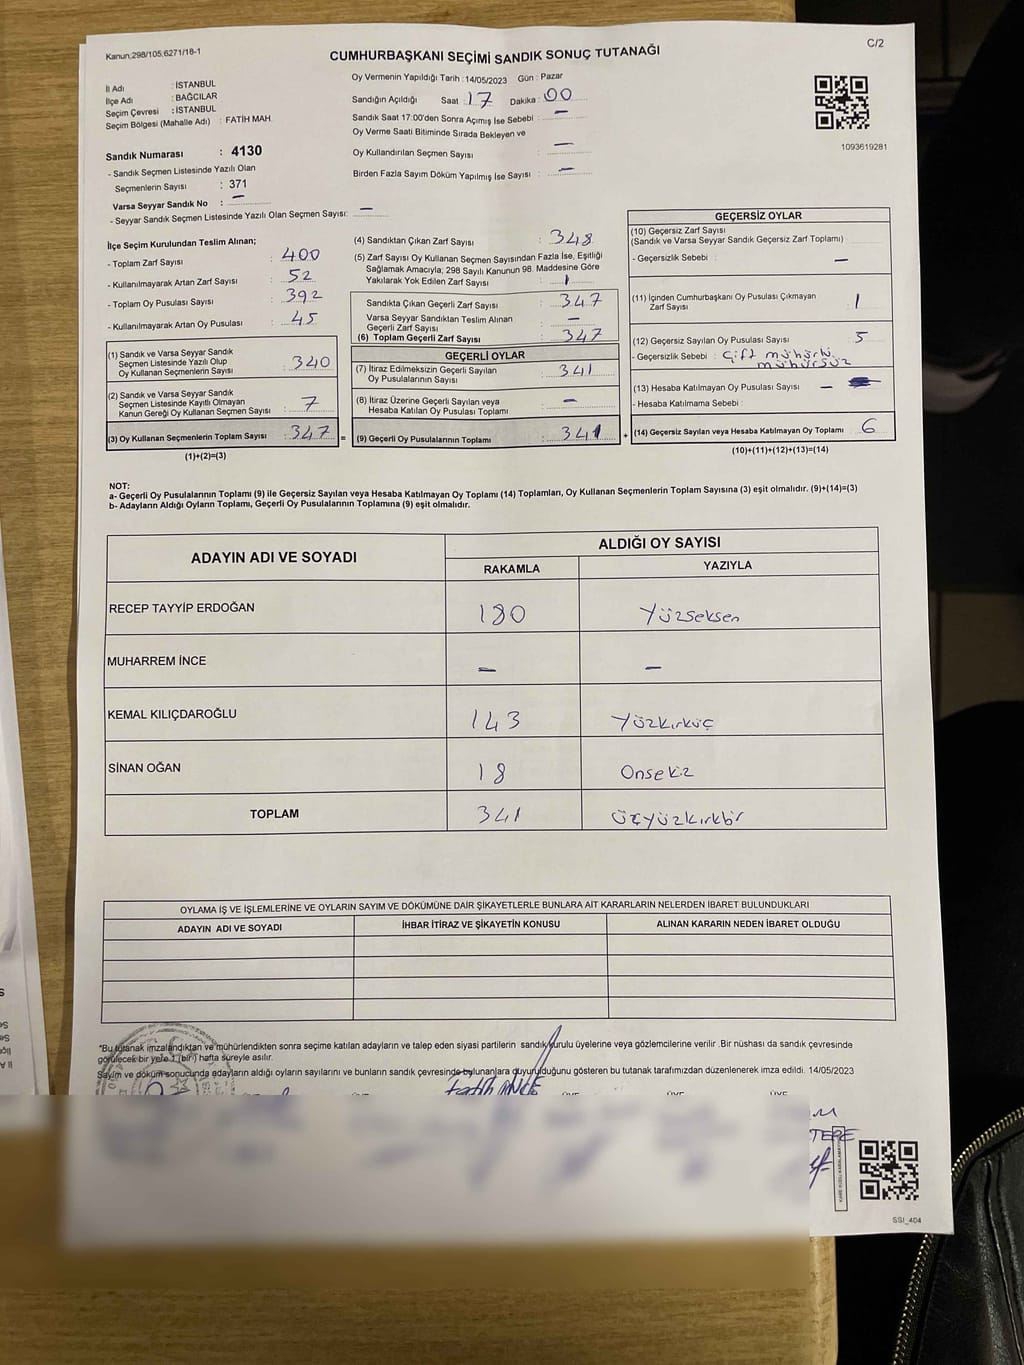 Kanun;298/105,6271/18-1
CUMHURBAŞKANI SEÇİMİ SANDIK SONUÇ TUTANAĞI
C/2
İl Adı : İSTANBUL
İlçe Adı : BAĞCILAR
Seçim Çevresi : İSTANBUL
Seçim Bölgesi (Mahalle Adı) : FATİH MAH.
Sandık Numarası : 4130
- Sandık Seçmen Listesinde Yazılı Olan
Seçmenlerin Sayısı : 371
Varsa Seyyar Sandık No : –
- Seyyar Sandık Seçmen Listesinde Yazılı Olan Seçmen Sayısı: –
Oy Vermenin Yapıldığı Tarih : 14/05/2023 Gün : Pazar
Sandığın Açıldığı Saat : 17 Dakika : 00
Sandık Saat 17:00'den Sonra Açımış İse Sebebi : –
Oy Verme Saati Bitiminde Sırada Bekleyen ve
Oy Kullandırılan Seçmen Sayısı : –
Birden Fazla Sayım Döküm Yapılmış İse Sayısı : –
1093619281
İlçe Seçim Kurulundan Teslim Alınan;
- Toplam Zarf Sayısı : 400
- Kullanılmayarak Artan Zarf Sayısı : 52
- Toplam Oy Pusulası Sayısı : 392
- Kullanılmayarak Artan Oy Pusulası : 45
(1) Sandık ve Varsa Seyyar Sandık
Seçmen Listesinde Yazılı Olup
Oy Kullanan Seçmenlerin Sayısı : 340
(2) Sandık ve Varsa Seyyar Sandık
Seçmen Listesinde Kayıtlı Olmayan
Kanun Gereği Oy Kullanan Seçmen Sayısı : 7
(3) Oy Kullanan Seçmenlerin Toplam Sayısı : 347 =
(1)+(2)=(3)
(4) Sandıktan Çıkan Zarf Sayısı : 348
(5) Zarf Sayısı Oy Kullanan Seçmen Sayısından Fazla İse, Eşitliği
Sağlamak Amacıyla; 298 Sayılı Kanunun 98. Maddesine Göre
Yakılarak Yok Edilen Zarf Sayısı : 1
Sandıkta Çıkan Geçerli Zarf Sayısı : 347
Varsa Seyyar Sandıktan Teslim Alınan
Geçerli Zarf Sayısı : –
(6) Toplam Geçerli Zarf Sayısı : 347
GEÇERLİ OYLAR
(7) İtiraz Edilmeksizin Geçerli Sayılan
Oy Pusulalarının Sayısı : 341
(8) İtiraz Üzerine Geçerli Sayılan veya
Hesaba Katılan Oy Pusulaları Toplamı : –
(9) Geçerli Oy Pusulalarının Toplamı : 341 +
GEÇERSİZ OYLAR
(10) Geçersiz Zarf Sayısı
(Sandık ve Varsa Seyyar Sandık Geçersiz Zarf Toplamı)
- Geçersizlik Sebebi : –
(11) İçinden Cumhurbaşkanı Oy Pusulası Çıkmayan
Zarf Sayısı : 1
(12) Geçersiz Sayılan Oy Pusulası Sayısı : 5
- Geçersizlik Sebebi : Çift mühürlü
mühürsüz
(13) Hesaba Katılmayan Oy Pusulası Sayısı : –
- Hesaba Katılmama Sebebi :
(14) Geçersiz Sayılan veya Hesaba Katılmayan Oy Toplamı : 6
(10)+(11)+(12)+(13)=(14)
NOT:
a- Geçerli Oy Pusulalarının Toplamı (9) ile Geçersiz Sayılan veya Hesaba Katılmayan Oy Toplamı (14) Toplamları, Oy Kullanan Seçmenlerin Toplam Sayısına (3) eşit olmalıdır. (9)+(14)=(3)
b- Adayların Aldığı Oyların Toplamı, Geçerli Oy Pusulalarının Toplamına (9) eşit olmalıdır.
ADAYIN ADI VE SOYADI
ALDIĞI OY SAYISI
RAKAMLA YAZIYLA
RECEP TAYYİP ERDOĞAN 180 Yüzseksen
MUHARREM İNCE – –
KEMAL KILIÇDAROĞLU 143 Yüzkırküç
SİNAN OĞAN 18 Onsekiz
TOPLAM 341 Üçyüzkırkbir
OYLAMA İŞ VE İŞLEMLERİNE VE OYLARIN SAYIM VE DÖKÜMÜNE DAİR ŞİKAYETLERLE BUNLARA AİT KARARLARIN NELERDEN İBARET BULUNDUKLARI
ADAYIN ADI VE SOYADI İHBAR İTİRAZ VE ŞİKAYETİN KONUSU ALINAN KARARIN NEDEN İBARET OLDUĞU
*Bu tutanak imzalandıktan ve mühürlendikten sonra seçime katılan adayların ve talep eden siyasi partilerin sandık kurulu üyelerine veya gözlemcilerine verilir .Bir nüshası da sandık çevresinde
görülecek bir yere 1 (bir) hafta süreyle asılır.
Sayım ve döküm sonucunda adayların aldığı oyların sayılarını ve bunların sandık çevresinde bulunanlara duyurulduğunu gösteren bu tutanak tarafımızdan düzenlenerek imza edildi. 14/05/2023
Fatih İNCE
ÜYE ÜYE ÜYE
TEPE
SSI_404